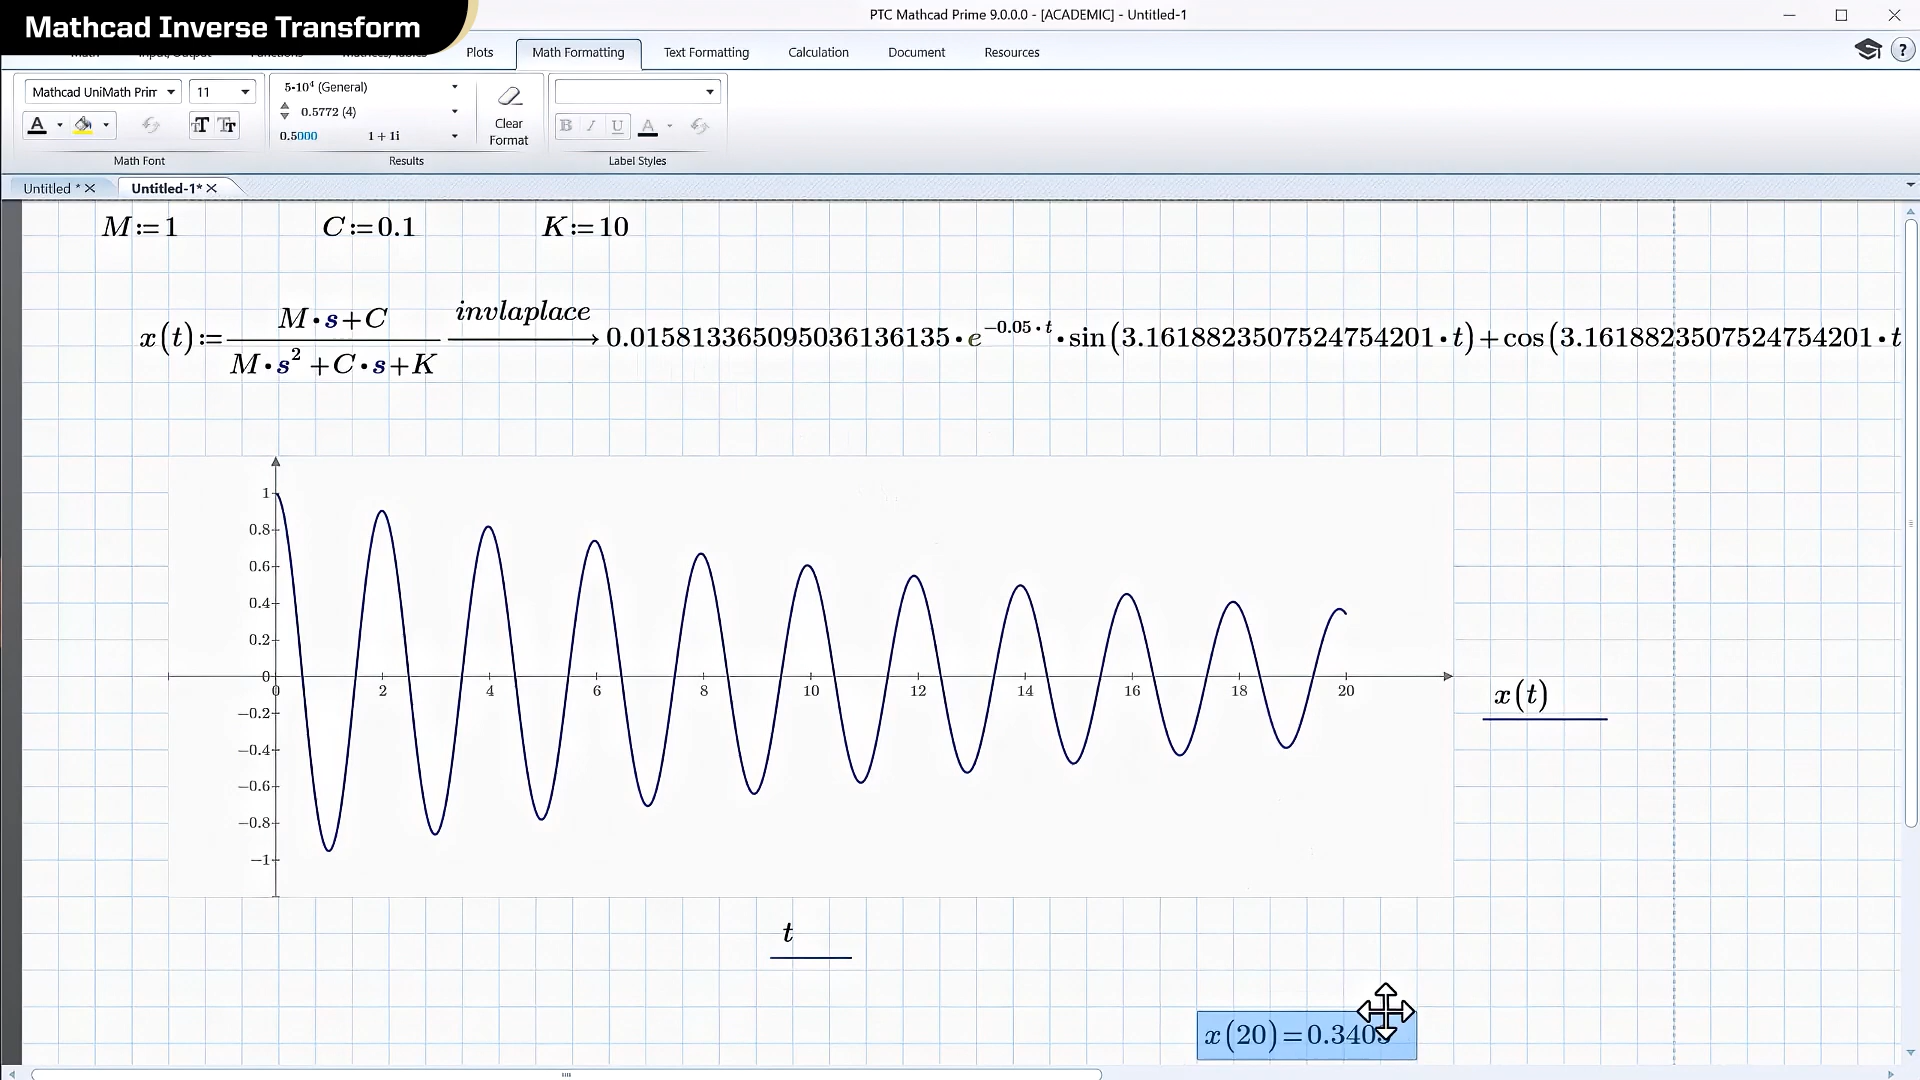 Mathcad Inverse Transform
PTC Mathcad Prime 9.0.0.0 - [ACADEMIC] - Untitled-1
Plots Math Formatting Text Formatting Calculation Document Resources
Mathcad UniMath Prir 11
5·10⁴ (General)
0.5772 (4)
0.5000 1 + 1i
Clear
Format
B I U A
Math Font Results Label Styles
Untitled * Untitled-1*
M:=1 C:=0.1 K:=10
x(t):= (M·s+C)/(M·s²+C·s+K) invlaplace → 0.015813365095036136135·e^(−0.05·t)·sin(3.1618823507524754201·t)+cos(3.1618823507524754201·t
1
0.8
0.6
0.4
0.2
0
−0.2
−0.4
−0.6
−0.8
−1
0 2 4 6 8 10 12 14 16 18 20
x(t)
t
x(20)=0.340